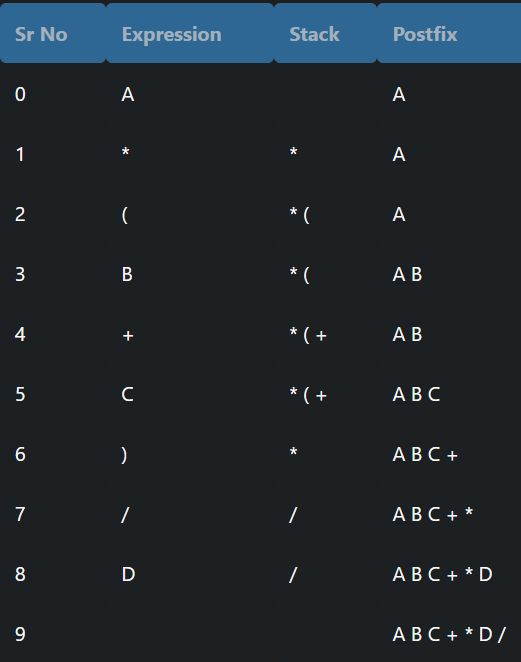 Sr No Expression Stack Postfix
0 A A
1 * * A
2 ( * ( A
3 B * ( A B
4 + * ( + A B
5 C * ( + A B C
6 ) * A B C +
7 / / A B C + *
8 D / A B C + * D
9 A B C + * D /